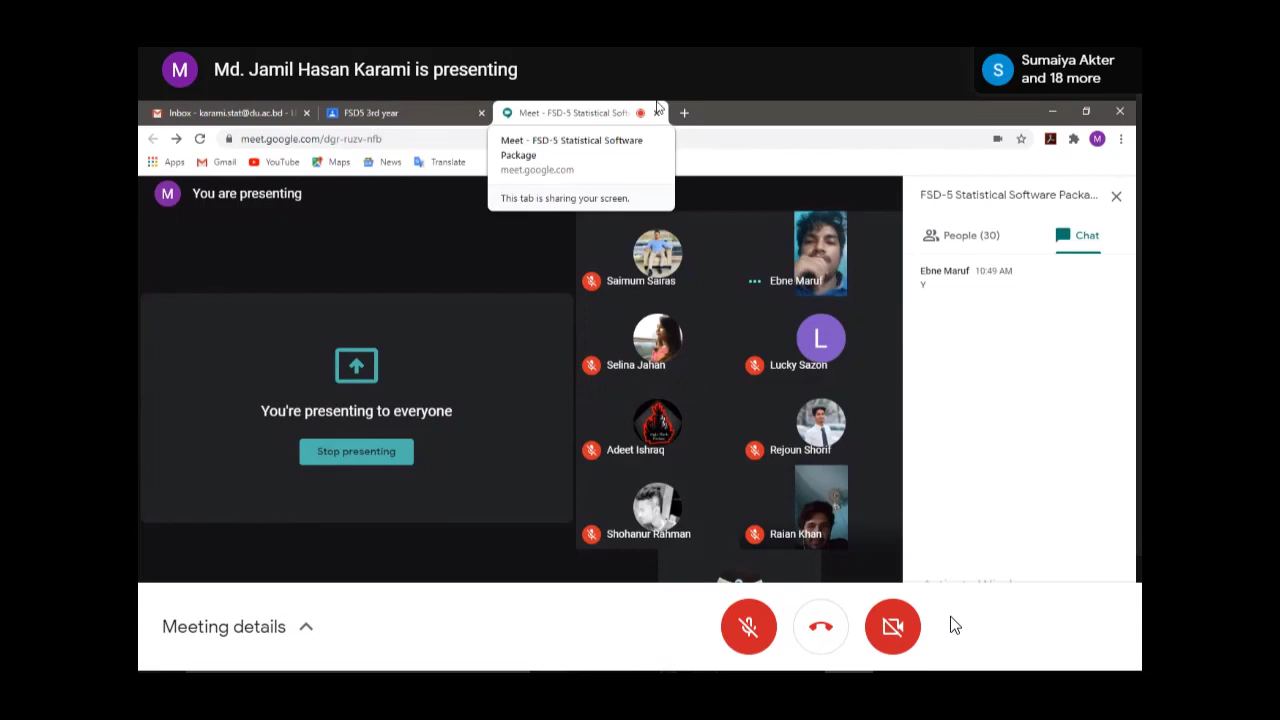 M Md. Jamil Hasan Karami is presenting
S Sumaiya Akter
and 18 more
Inbox - karami.stat@du.ac.bd -
FSD5 3rd year
Meet - FSD-5 Statistical Soft
meet.google.com/dgr-ruzv-nfb
M
Apps Gmail YouTube Maps News Translate
Meet - FSD-5 Statistical Software
Package
meet.google.com
This tab is sharing your screen.
M You are presenting
FSD-5 Statistical Software Packa...
People (30) Chat
Ebne Maruf 10:49 AM
Y
Saimum Sairas
Ebne Maruf
L
Selina Jahan
Lucky Sazon
You're presenting to everyone
Stop presenting
Adeet Ishraq
Rejoun Shorif
Shohanur Rahman
Raian Khan
Meeting details